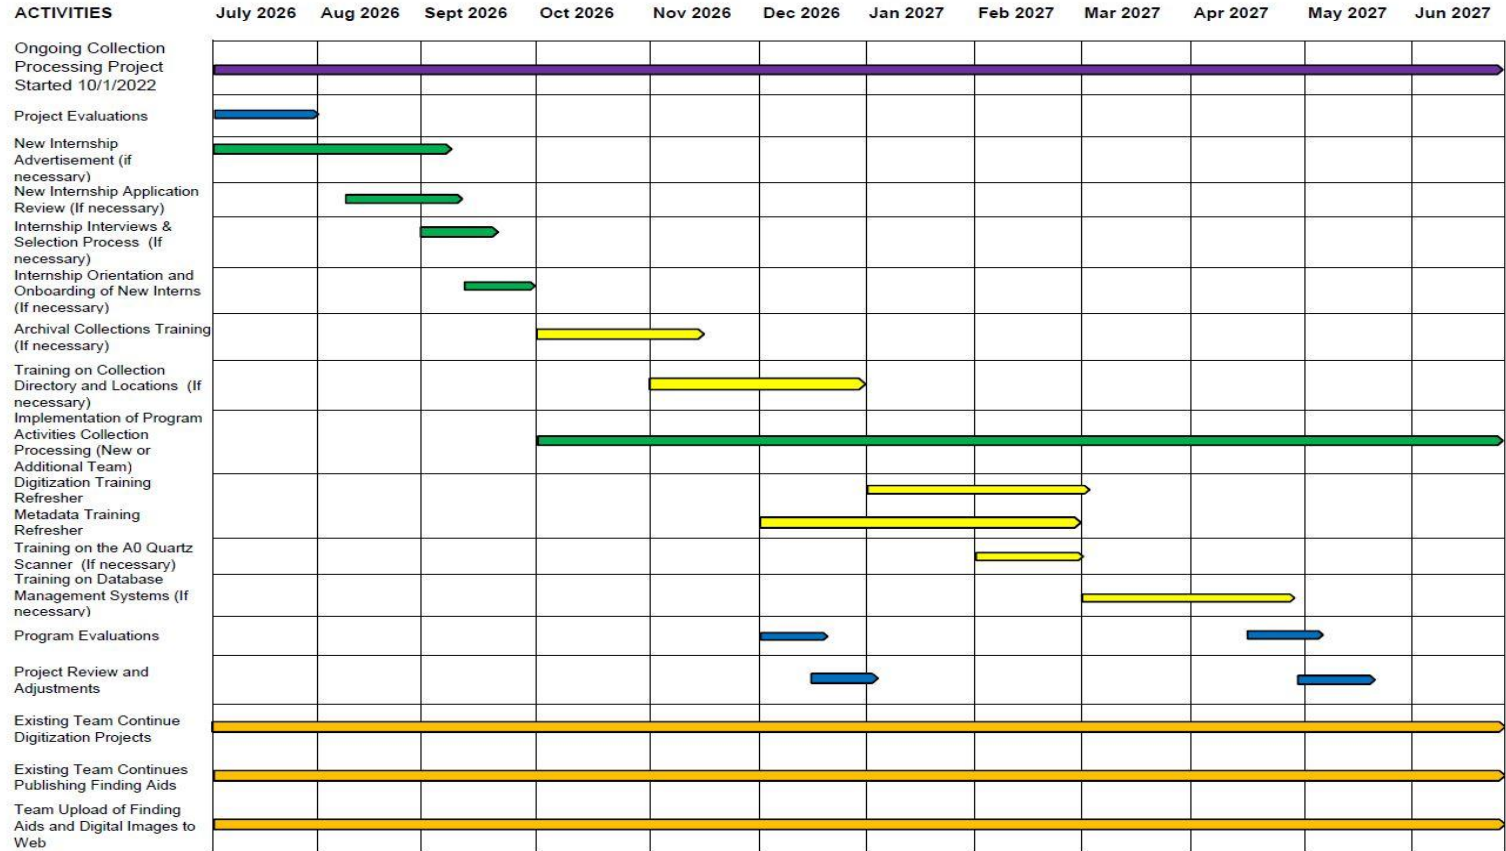 ACTIVITIES July 2026 Aug 2026 Sept 2026 Oct 2026 Nov 2026 Dec 2026 Jan 2027 Feb 2027 Mar 2027 Apr 2027 May 2027 Jun 2027
Ongoing Collection
Processing Project
Started 10/1/2022
Project Evaluations
New Internship
Advertisement (if
necessary)
New Internship Application
Review (If necessary)
Internship Interviews &
Selection Process (If
necessary)
Internship Orientation and
Onboarding of New Interns
(If necessary)
Archival Collections Training
(If necessary)
Training on Collection
Directory and Locations (If
necessary)
Implementation of Program
Activities Collection
Processing (New or
Additional Team)
Digitization Training
Refresher
Metadata Training
Refresher
Training on the A0 Quartz
Scanner (If necessary)
Training on Database
Management Systems (If
necessary)
Program Evaluations
Project Review and
Adjustments
Existing Team Continue
Digitization Projects
Existing Team Continues
Publishing Finding Aids
Team Upload of Finding
Aids and Digital Images to
Web